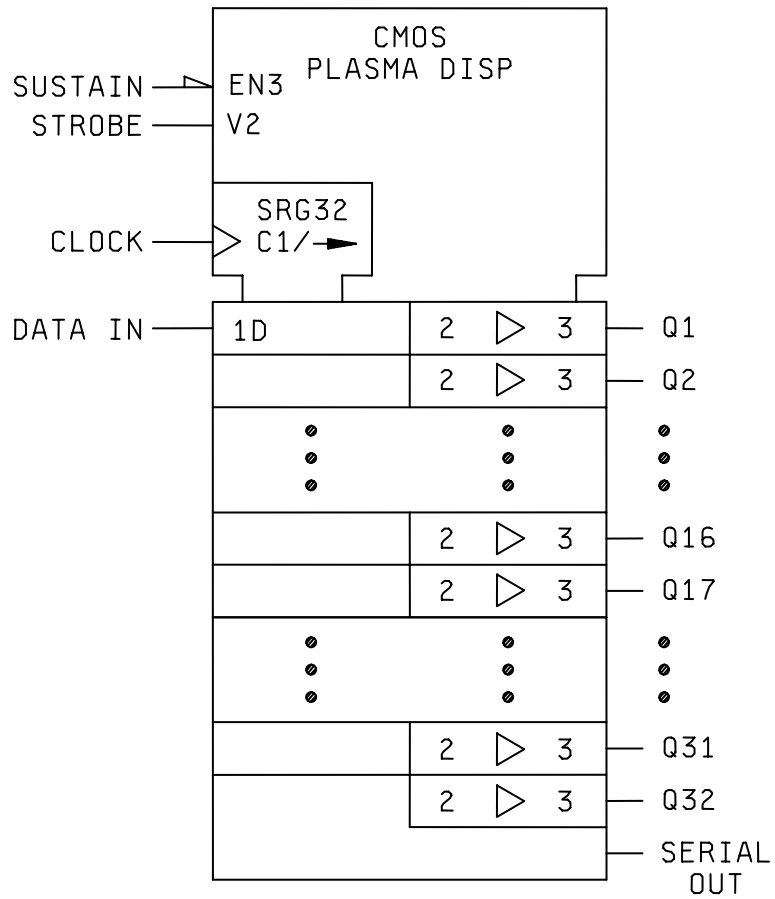 CMOS
PLASMA DISP
SUSTAIN EN3
STROBE V2
SRG32
CLOCK C1/
DATA IN 1D 2 3 Q1
2 3 Q2
2 3 Q16
2 3 Q17
2 3 Q31
2 3 Q32
SERIAL
OUT